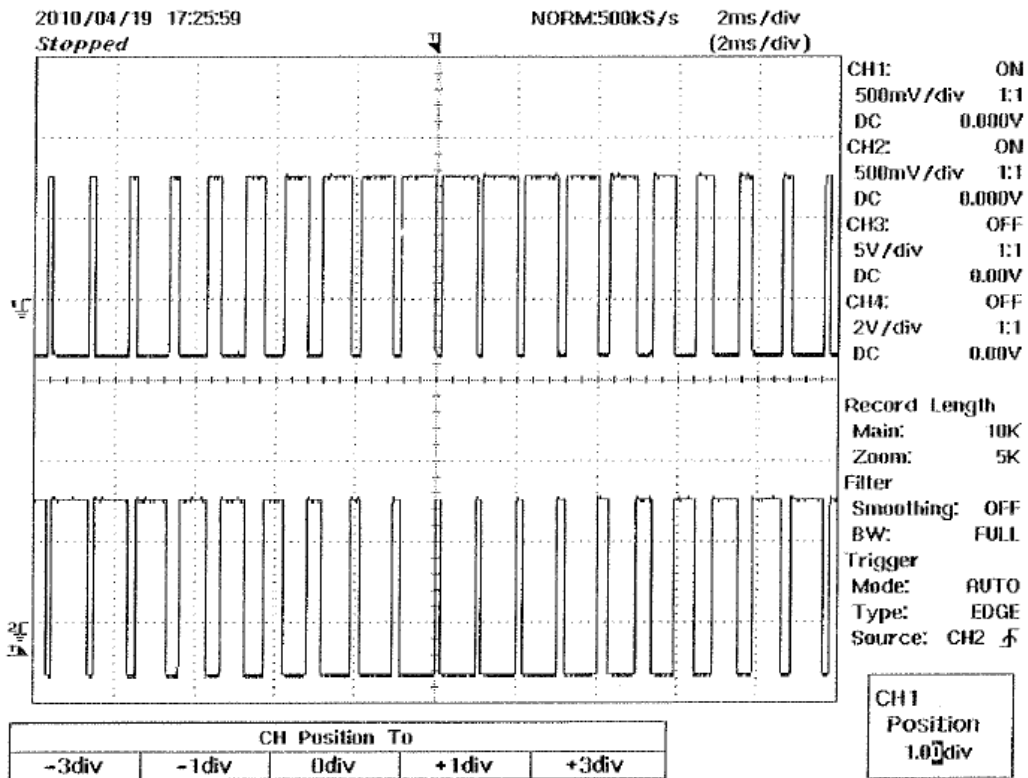 2010/04/19 17:25:59 NORM:500kS/s 2ms/div
Stopped (2ms/div)
T
CH1: ON
500mV/div 1:1
DC 0.000V
CH2: ON
500mV/div 1:1
DC 0.000V
CH3: OFF
5V/div 1:1
DC 0.00V
CH4: OFF
2V/div 1:1
DC 0.00V
Record Length
Main: 10K
Zoom: 5K
Filter
Smoothing: OFF
BW: FULL
Trigger
Mode: AUTO
Type: EDGE
Source: CH2
1
2
T
CH1
Position
1.00div
CH Position To
-3div -1div 0div +1div +3div